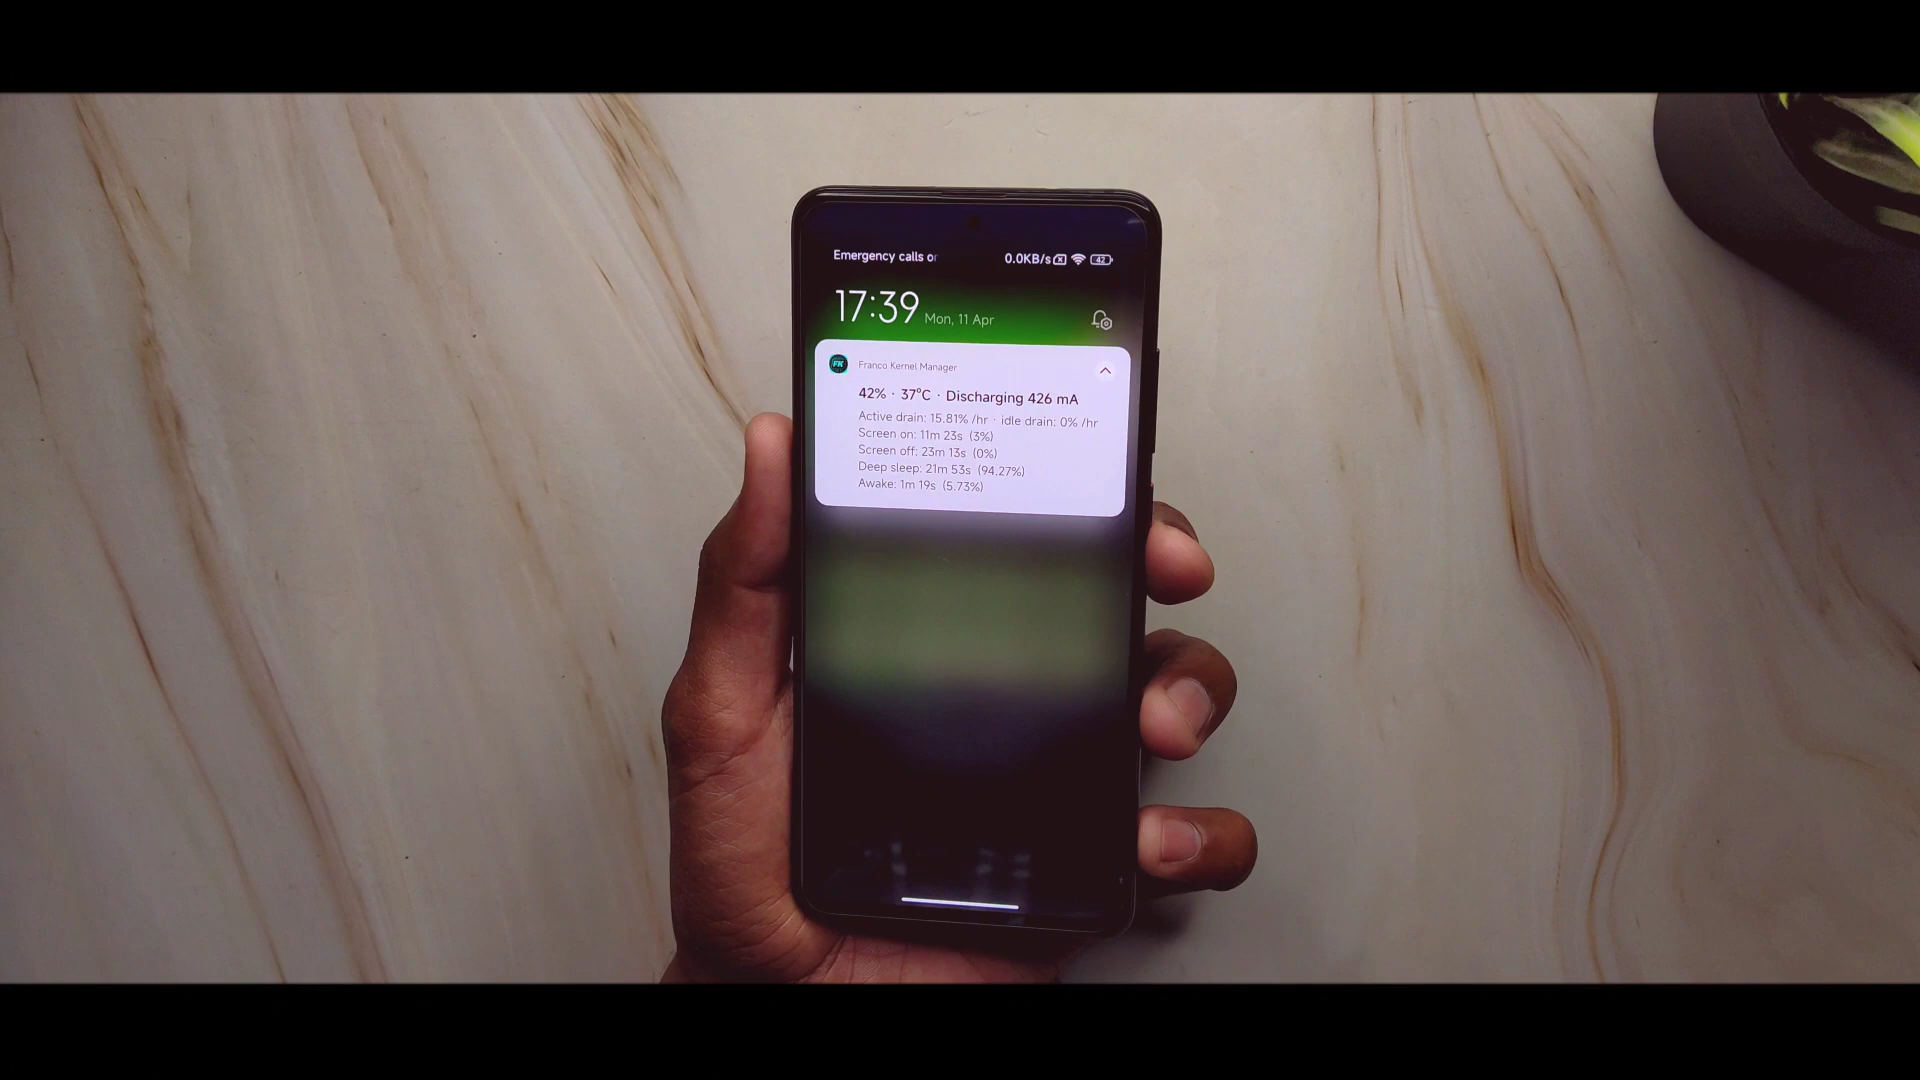 Emergency calls o
0.0KB/s 42
17:39 Mon, 11 Apr
FK Franco Kernel Manager
42% · 37°C · Discharging 426 mA
Active drain: 15.81% /hr · idle drain: 0% /hr
Screen on: 11m 23s (3%)
Screen off: 23m 13s (0%)
Deep sleep: 21m 53s (94.27%)
Awake: 1m 19s (5.73%)